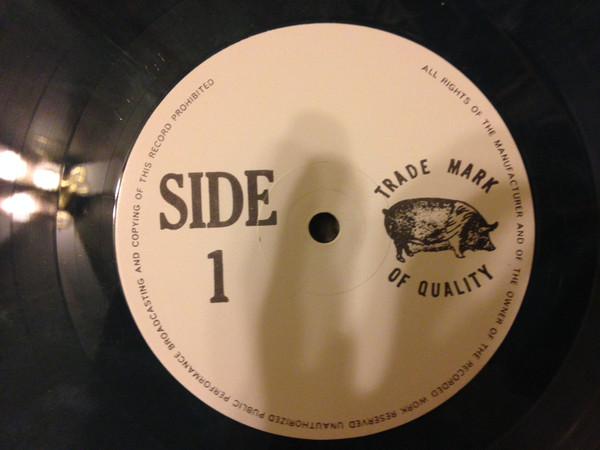 SIDE
1
TRADE MARK
OF QUALITY
ALL RIGHTS OF THE MANUFACTURER AND OF THE OWNER OF THE RECORDED WORK RESERVED UNAUTHORIZED PUBLIC PERFORMANCE BROADCASTING AND COPYING OF THIS RECORD PROHIBITED